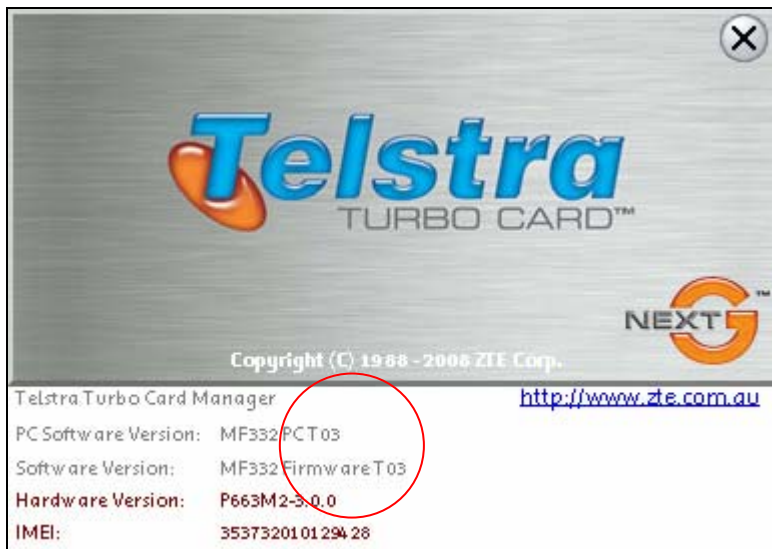 Telstra
TURBO CARD™
NEXT G™
Copyright (C) 1988 - 2008 ZTE Corp.
Telstra Turbo Card Manager http://www.zte.com.au
PC Software Version: MF332PCT03
Software Version: MF332FirmwareT03
Hardware Version: P663M2-3.0.0
IMEI: 353732010129428